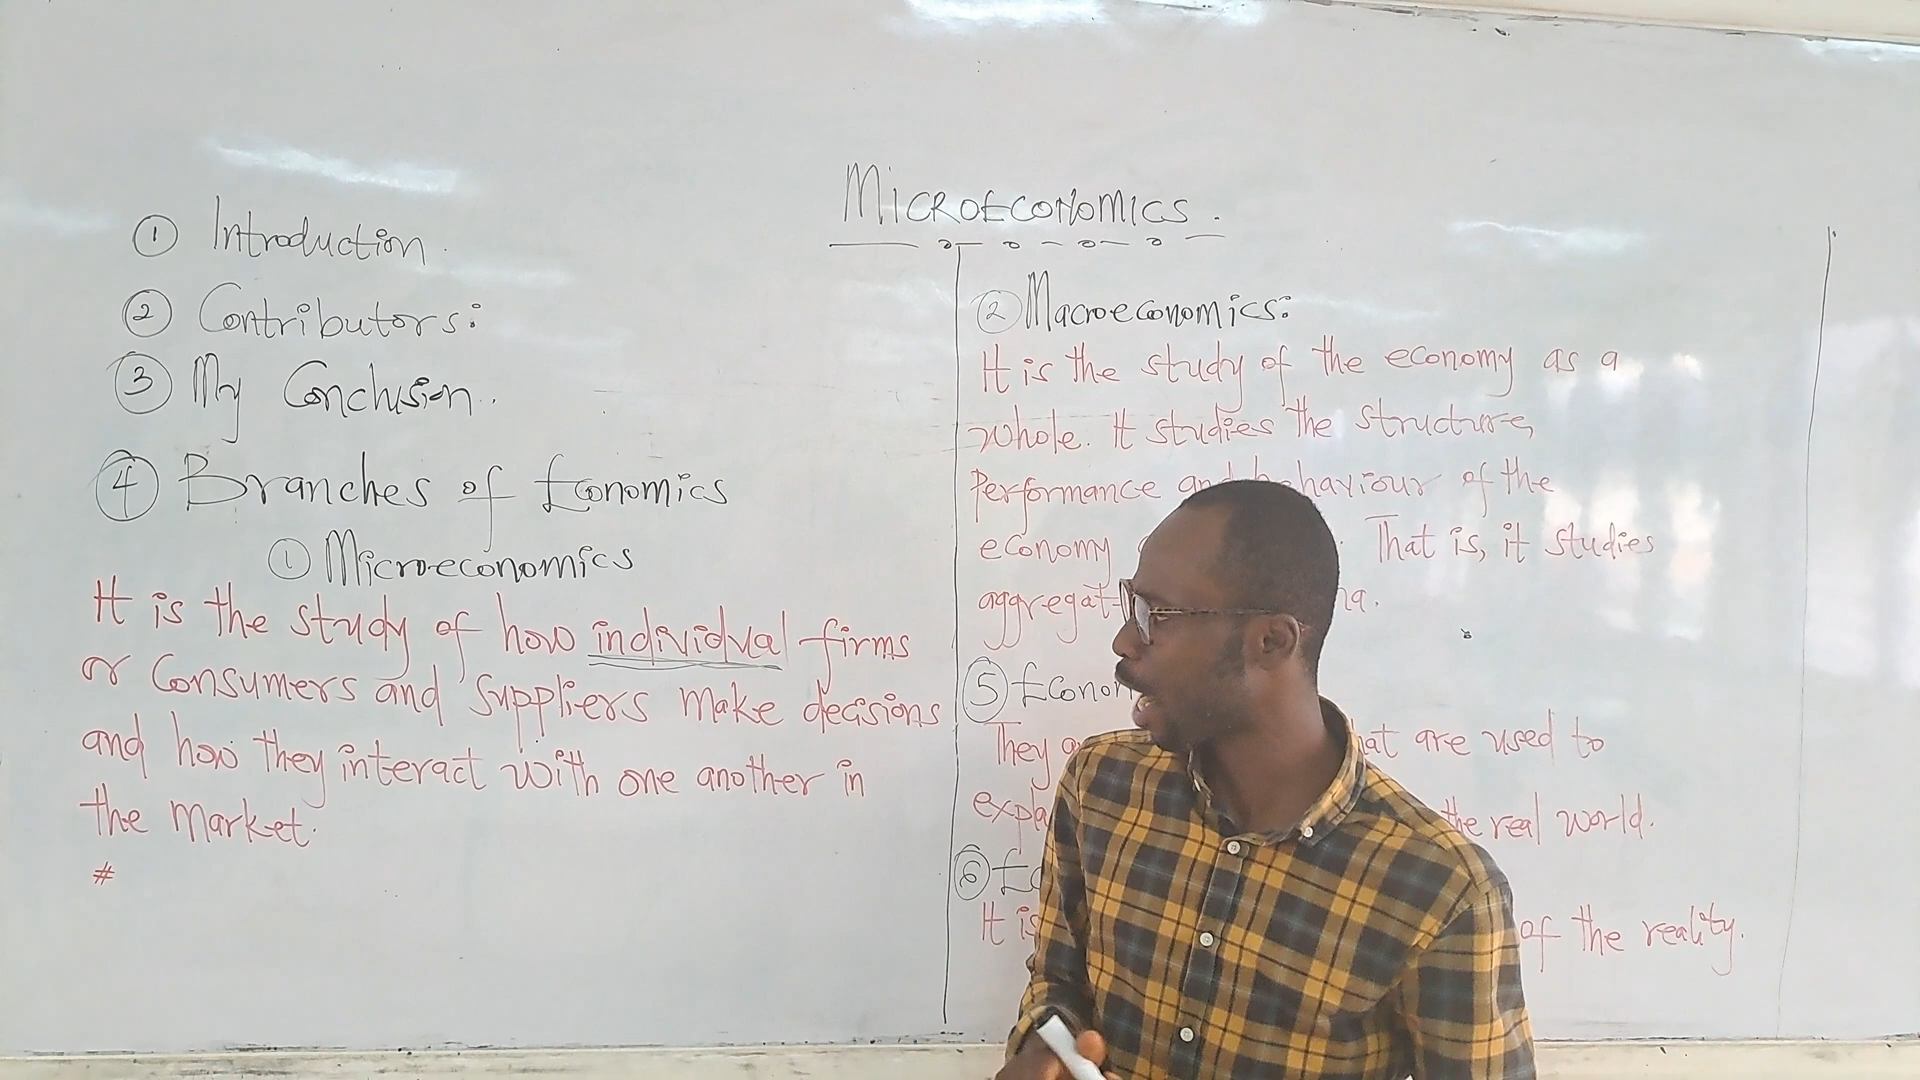 MICROECONOMICS.
① Introduction.
② Contributors:
③ My Conclusion.
④ Branches of Economics
① Microeconomics
It is the study of how individual firms
or Consumers and Suppliers make decisions
and how they interact with one another in
the market.
#
② Macroeconomics:
It is the study of the economy as a
whole. It studies the structure,
Performance and behaviour of the
economy . That is, it studies
⑤
They are used to
the real world.
⑥
It is of the reality.